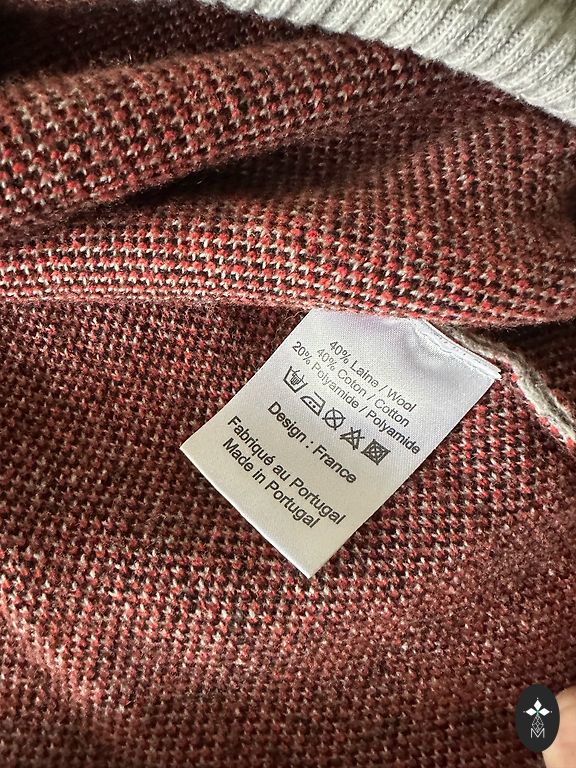 40% Laine / Wool
40% Coton / Cotton
20% Polyamide / Polyamide
Design : France
Fabriqué au Portugal
Made in Portugal